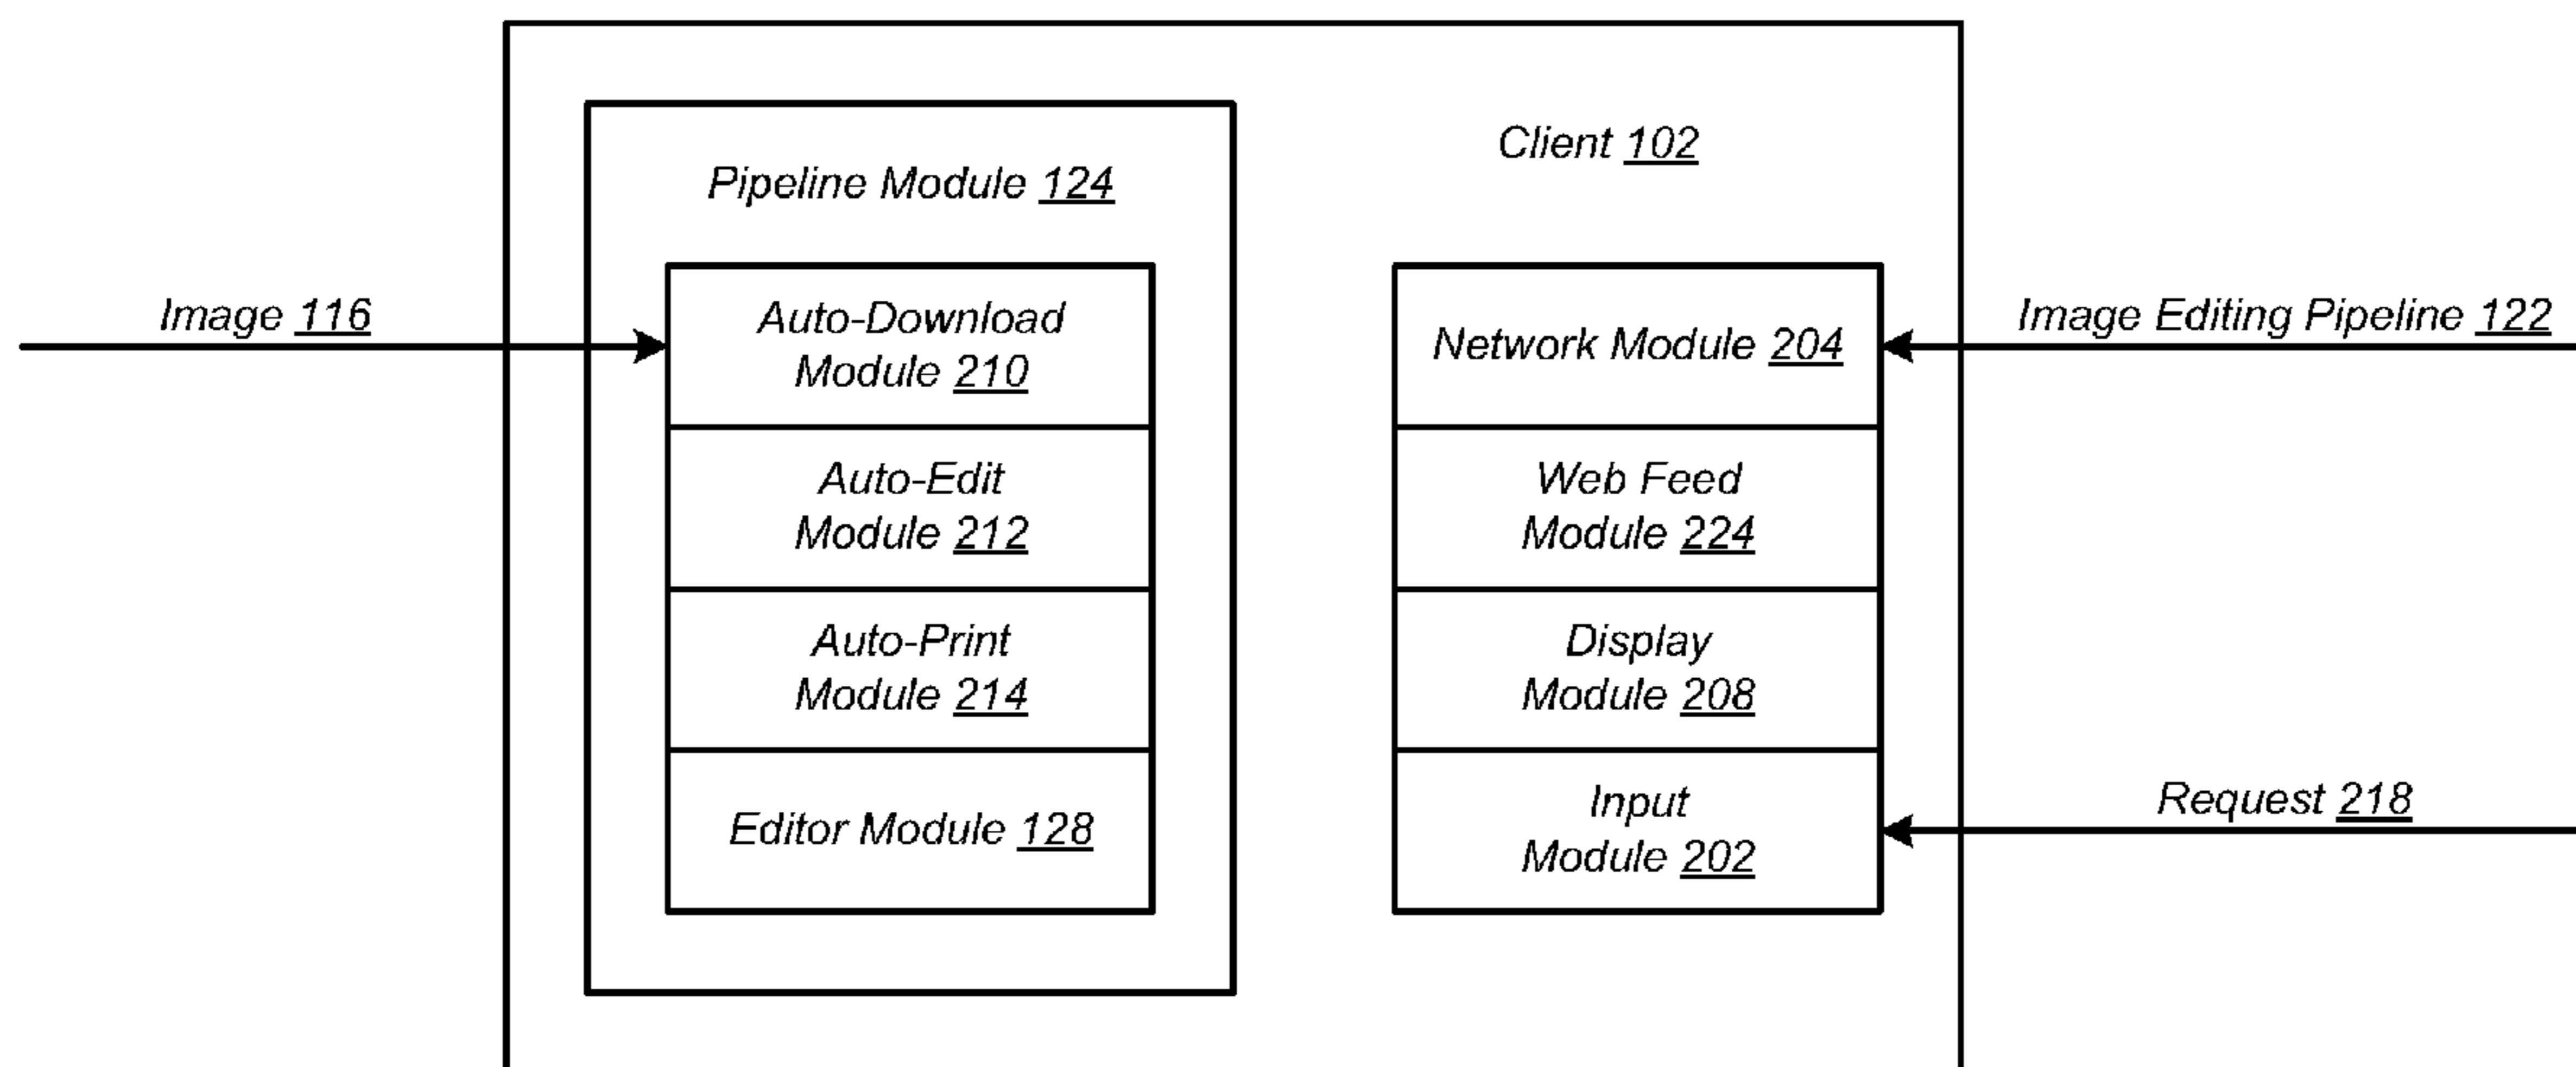 Client 102
Pipeline Module 124
Image 116
Auto-Download
Module 210
Auto-Edit
Module 212
Auto-Print
Module 214
Editor Module 128
Network Module 204
Web Feed
Module 224
Display
Module 208
Input
Module 202
Image Editing Pipeline 122
Request 218